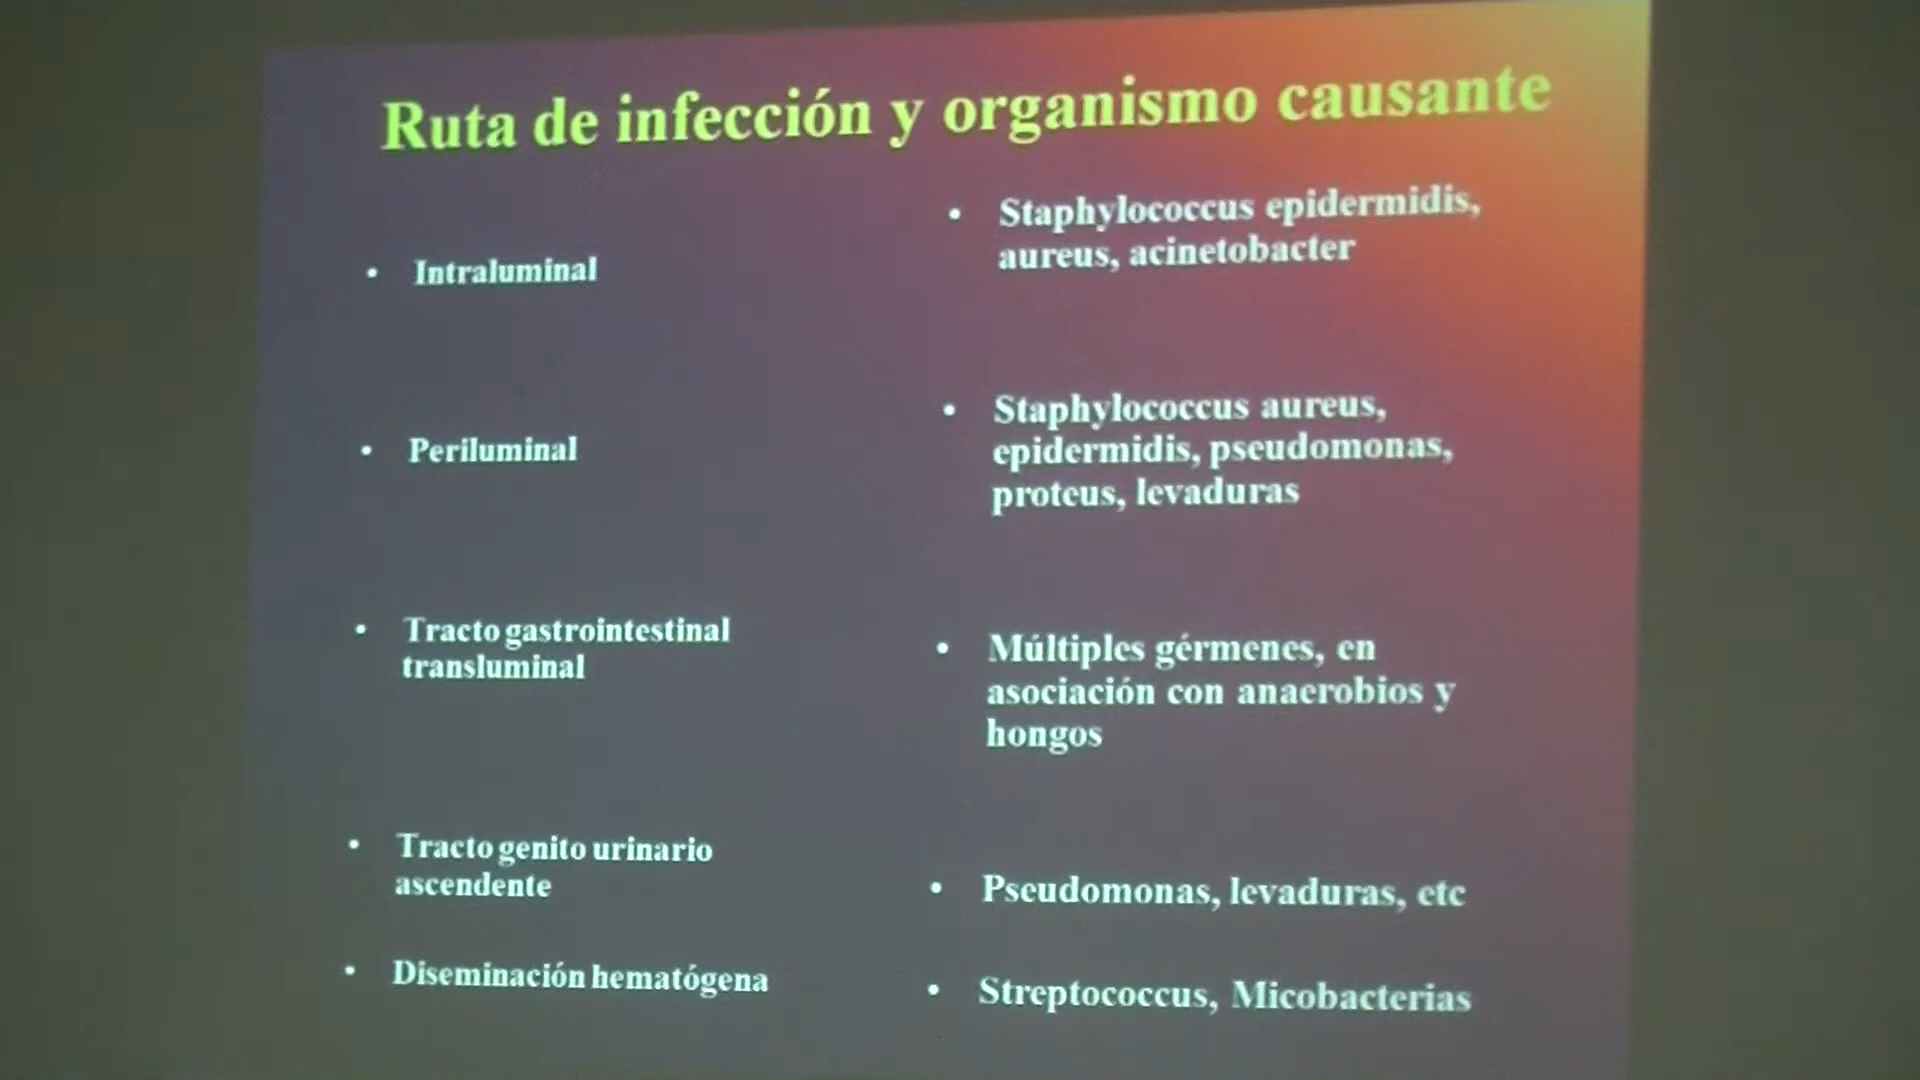 Ruta de infección y organismo causante
• Intraluminal
• Periluminal
• Tracto gastrointestinal
transluminal
• Tracto genito urinario
ascendente
• Diseminación hematógena
• Staphylococcus epidermidis,
aureus, acinetobacter
• Staphylococcus aureus,
epidermidis, pseudomonas,
proteus, levaduras
• Múltiples gérmenes, en
asociación con anaerobios y
hongos
• Pseudomonas, levaduras, etc
• Streptococcus, Micobacterias